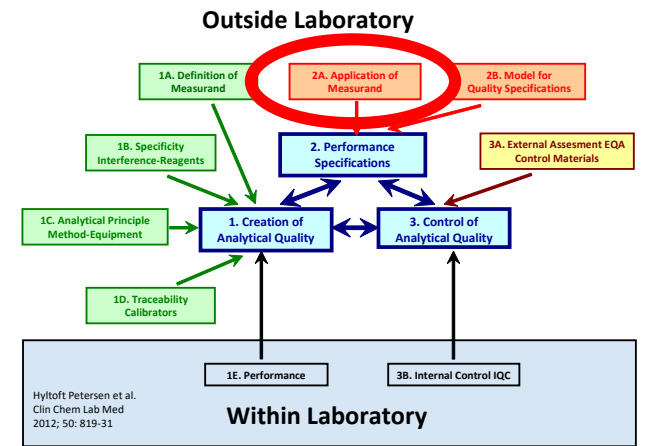 Outside Laboratory
1A. Definition of
Measurand
2A. Application of
Measurand
2B. Model for
Quality Specifications
1B. Specificity
Interference-Reagents
2. Performance
Specifications
3A. External Assesment EQA
Control Materials
1C. Analytical Principle
Method-Equipment
1. Creation of
Analytical Quality
3. Control of
Analytical Quality
1D. Traceability
Calibrators
1E. Performance
3B. Internal Control IQC
Hyltoft Petersen et al.
Clin Chem Lab Med
2012; 50: 819-31
Within Laboratory